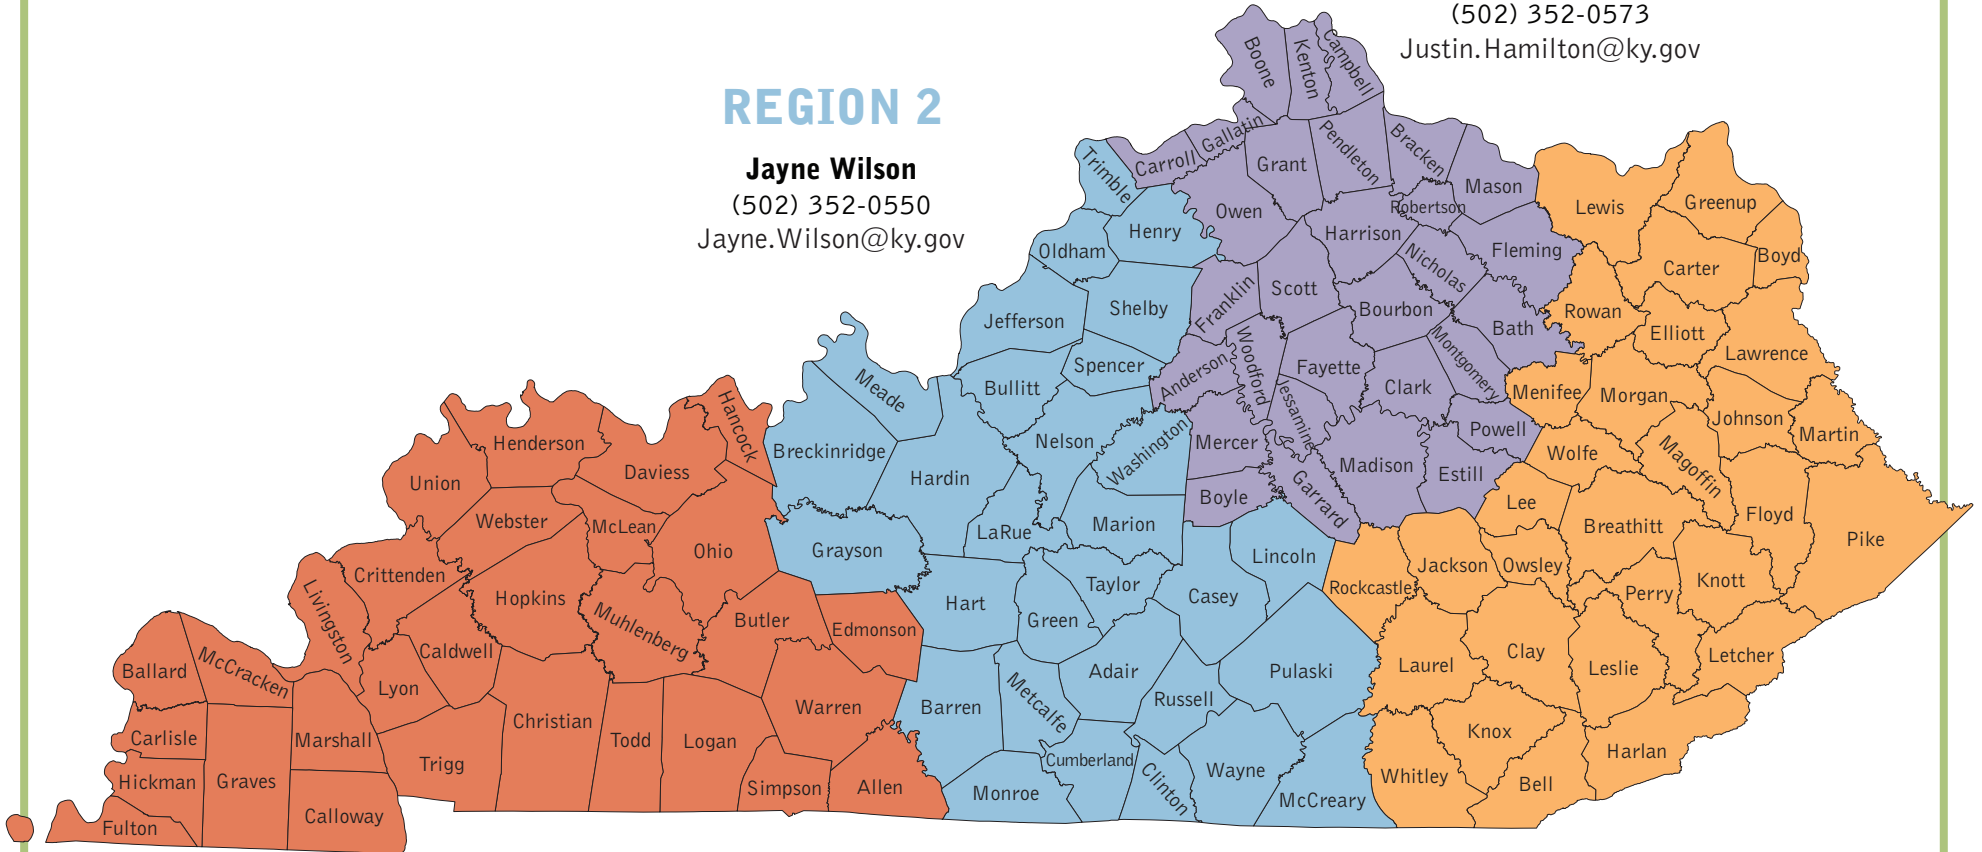 (502) 352-0573
Justin.Hamilton@ky.gov
REGION 2
Jayne Wilson
(502) 352-0550
Jayne.Wilson@ky.gov
Boone
Kenton
Campbell
Trimble
Carroll
Gallatin
Grant
Pendleton
Bracken
Mason
Robertson
Lewis
Greenup
Owen
Henry
Oldham
Harrison
Nicholas
Fleming
Carter
Boyd
Franklin
Scott
Bourbon
Bath
Rowan
Elliott
Lawrence
Jefferson
Shelby
Spencer
Bullitt
Meade
Anderson
Woodford
Fayette
Jessamine
Clark
Montgomery
Menifee
Morgan
Johnson
Martin
Hancock
Breckinridge
Hardin
Nelson
Washington
Mercer
Madison
Powell
Estill
Wolfe
Magoffin
Henderson
Daviess
Union
Webster
McLean
Ohio
Grayson
LaRue
Marion
Boyle
Garrard
Lee
Breathitt
Floyd
Pike
Livingston
Crittenden
Hopkins
Muhlenberg
Butler
Edmonson
Hart
Green
Taylor
Casey
Lincoln
Rockcastle
Jackson
Owsley
Perry
Knott
Ballard
McCracken
Lyon
Caldwell
Warren
Barren
Metcalfe
Adair
Russell
Pulaski
Laurel
Clay
Leslie
Letcher
Carlisle
Marshall
Christian
Todd
Logan
Knox
Harlan
Hickman
Graves
Trigg
Simpson
Allen
Monroe
Cumberland
Clinton
Wayne
McCreary
Whitley
Bell
Fulton
Calloway